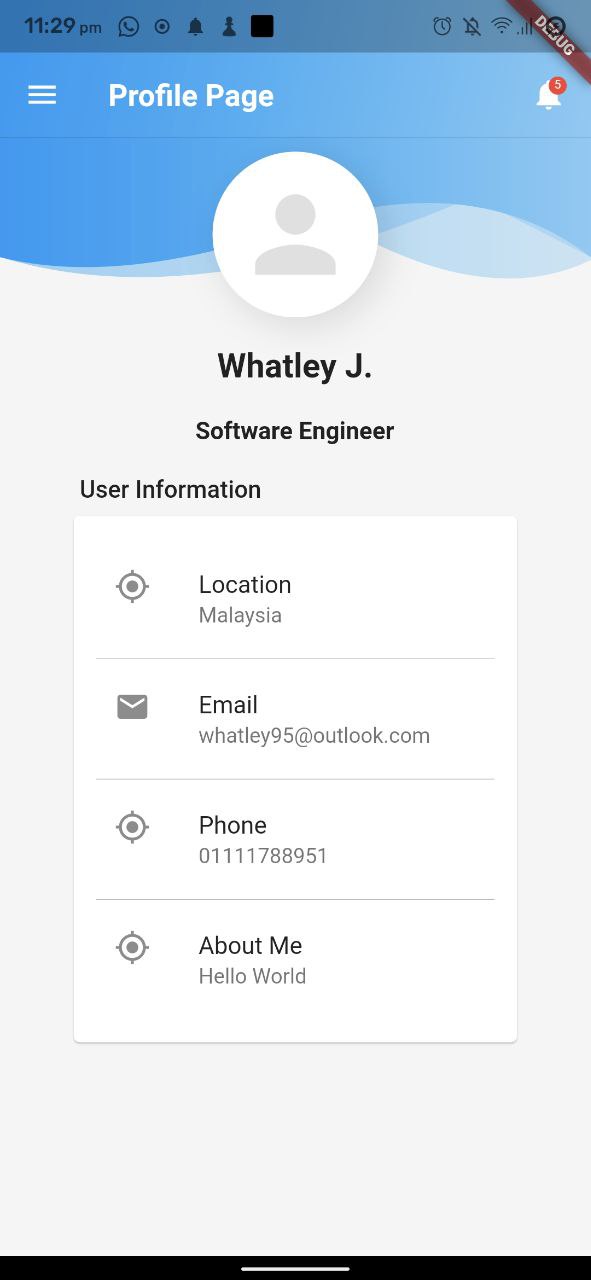 11:29 pm
DEBUG
Profile Page
5
Whatley J.
Software Engineer
User Information
Location
Malaysia
Email
whatley95@outlook.com
Phone
01111788951
About Me
Hello World